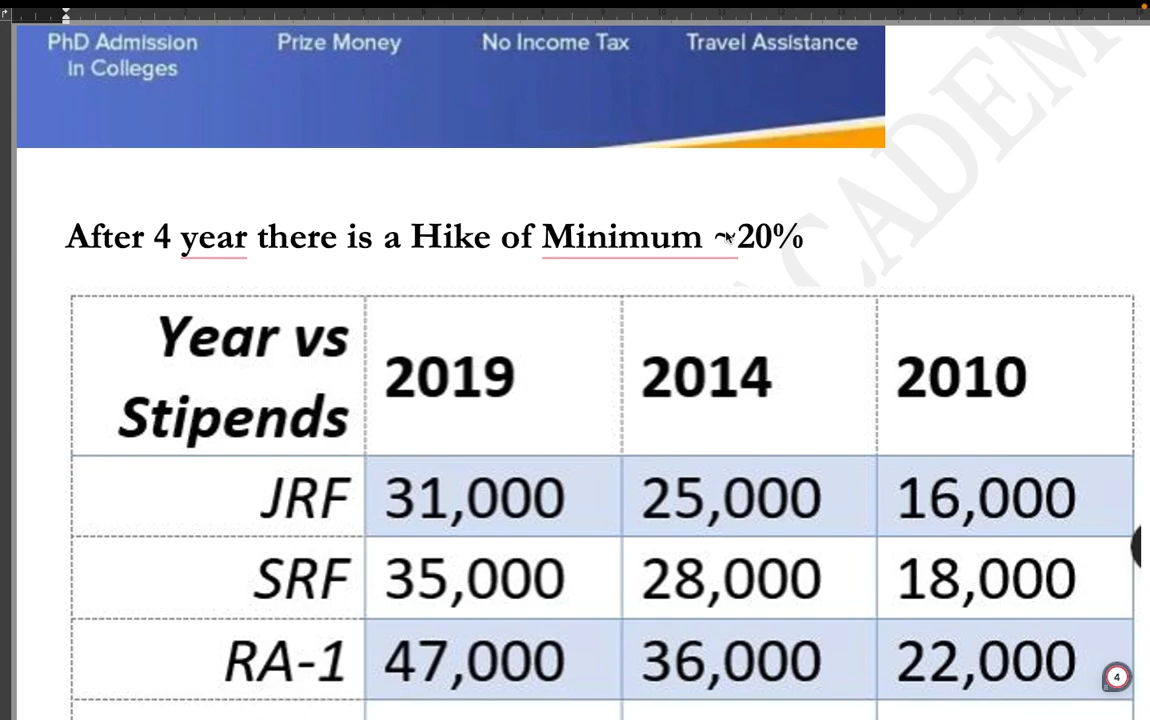 PhD Admission Prize Money No Income Tax Travel Assistance
in Colleges
CADEM
After 4 year there is a Hike of Minimum ~20%
Year vs
Stipends 2019 2014 2010
JRF 31,000 25,000 16,000
SRF 35,000 28,000 18,000
RA-1 47,000 36,000 22,000
4